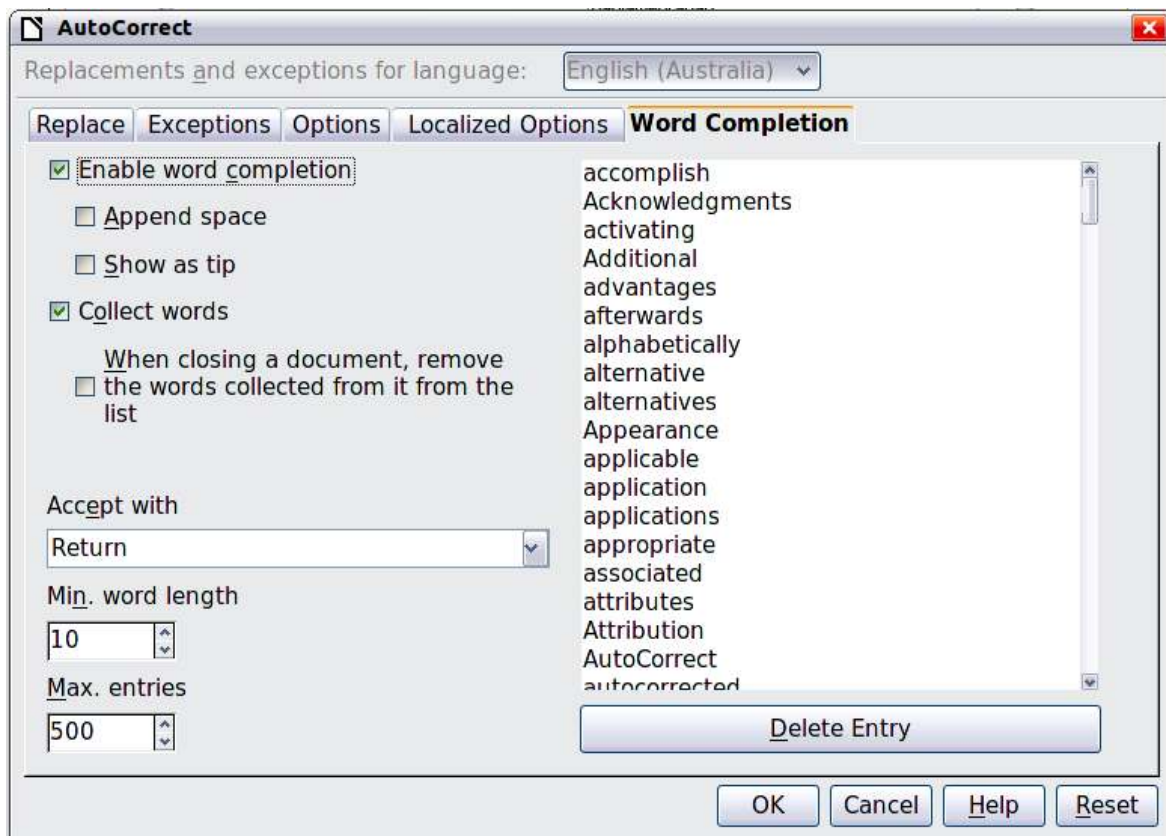 AutoCorrect
Replacements and exceptions for language: English (Australia)
Replace Exceptions Options Localized Options Word Completion
Enable word completion
Append space
Show as tip
Collect words
When closing a document, remove
the words collected from it from the
list
Accept with
Return
Min. word length
10
Max. entries
500
accomplish
Acknowledgments
activating
Additional
advantages
afterwards
alphabetically
alternative
alternatives
Appearance
applicable
application
applications
appropriate
associated
attributes
Attribution
AutoCorrect
autocorrected
Delete Entry
OK Cancel Help Reset